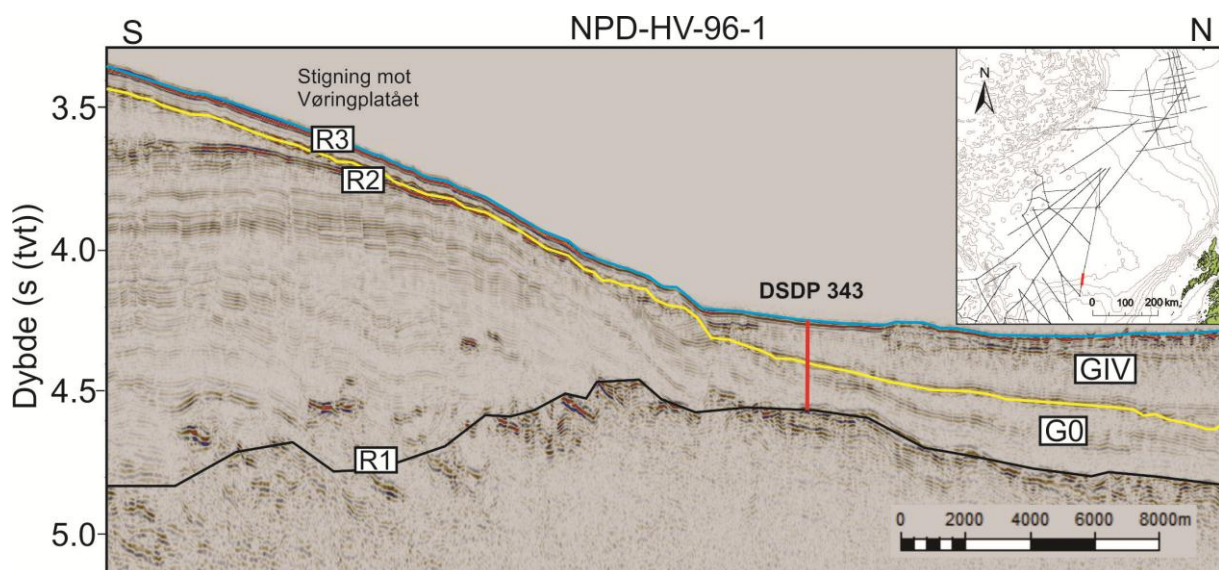 S
NPD-HV-96-1
N
Stigning mot
Vøringplatået
N
0 100 200 km
3.5
R3
R2
4.0
Dybde (s (tvt))
DSDP 343
GIV
4.5
G0
R1
0 2000 4000 6000 8000m
5.0